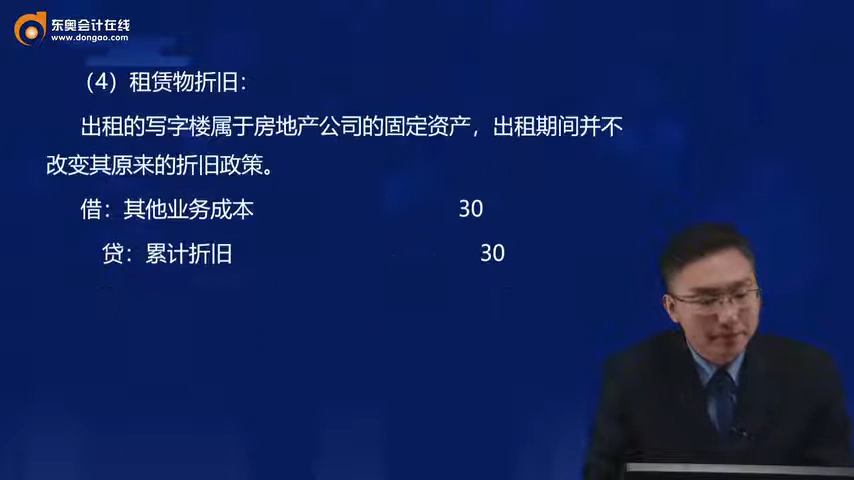 东奥会计在线
www.dongao.com
（4）租赁物折旧：
出租的写字楼属于房地产公司的固定资产，出租期间并不
改变其原来的折旧政策。
借：其他业务成本 30
贷：累计折旧 30